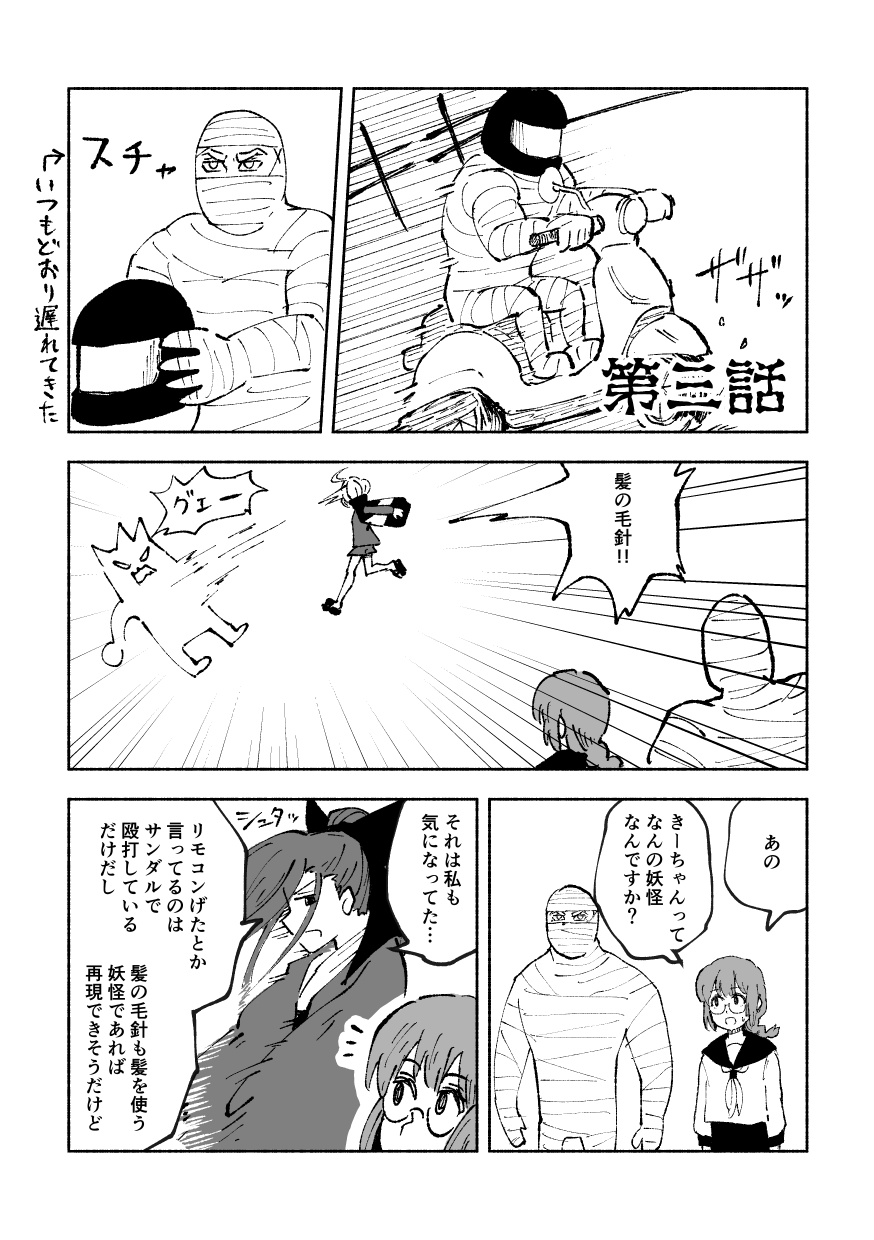 ザザッ
第三話
スチャ
→いつもどおり遅れてきた
髪の毛針!!
グエー
あの
きーちゃんって
なんの妖怪
なんですか?
それは私も
気になってた…
シュタッ
リモコンげたとか
言ってるのは
サンダルで
殴打している
だけだし
髪の毛針も髪を使う
妖怪であれば
再現できそうだけど